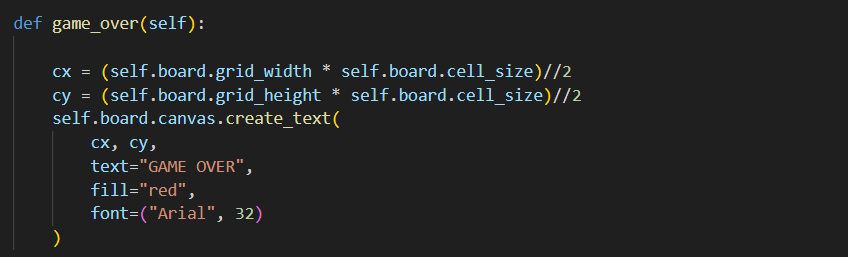 def game_over(self):
cx = (self.board.grid_width * self.board.cell_size)//2
cy = (self.board.grid_height * self.board.cell_size)//2
self.board.canvas.create_text(
cx, cy,
text="GAME OVER",
fill="red",
font=("Arial", 32)
)